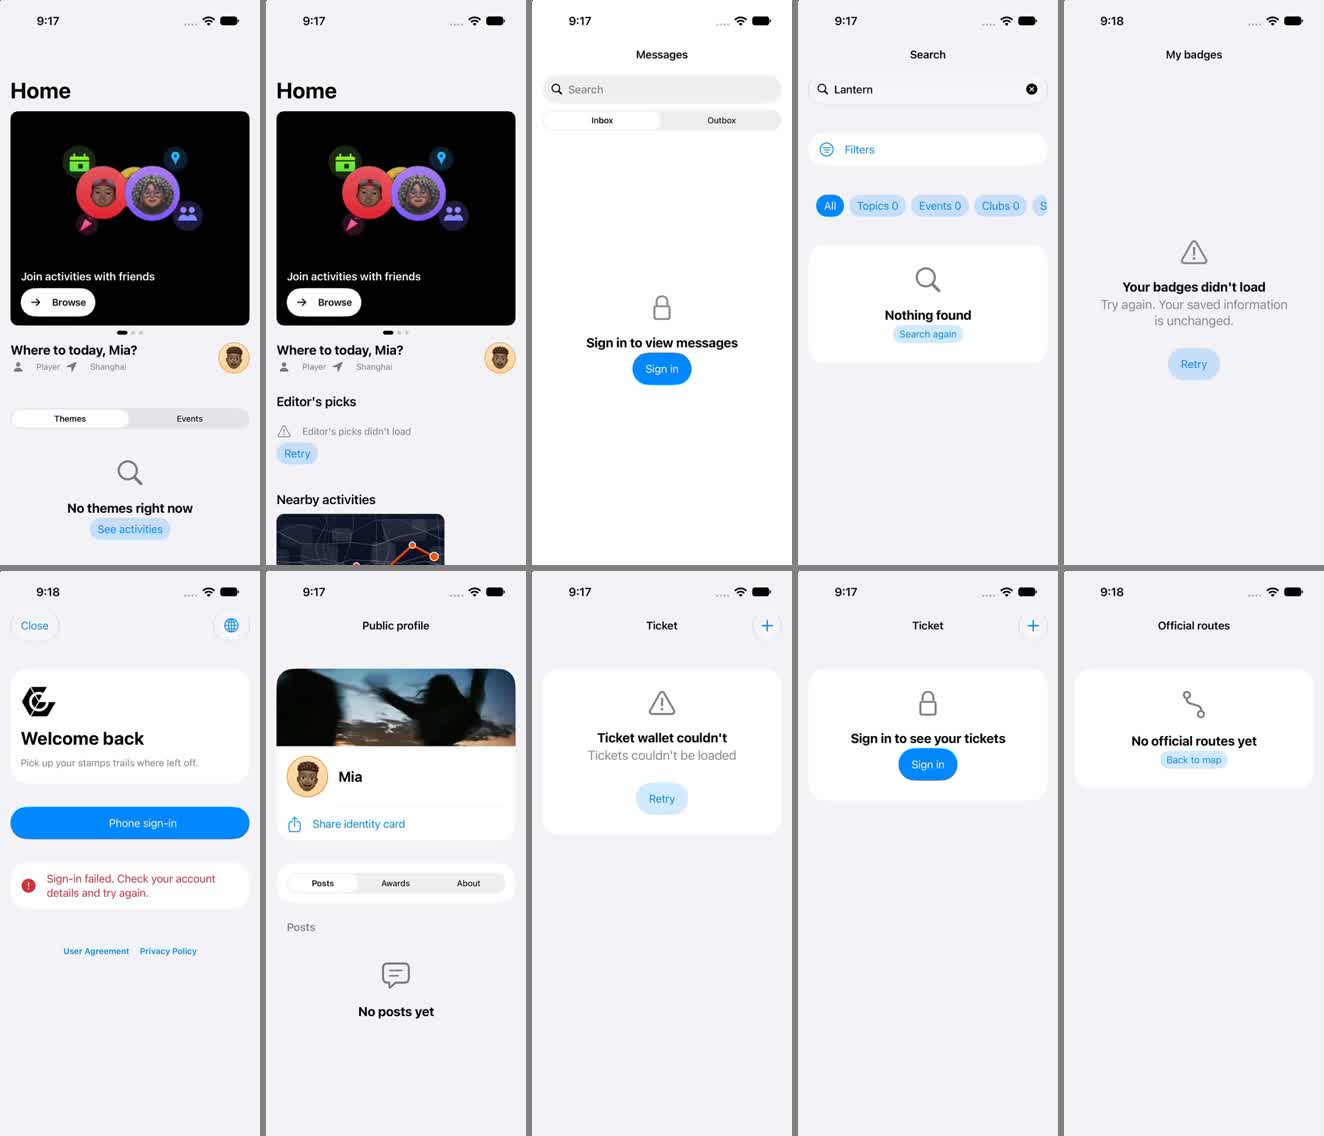 9:17
Home
Join activities with friends
Browse
Where to today, Mia?
Player
Shanghai
Themes
Events
No themes right now
See activities
9:17
Home
Join activities with friends
Browse
Where to today, Mia?
Player
Shanghai
Editor's picks
Editor's picks didn't load
Retry
Nearby activities
9:17
Messages
Search
Inbox
Outbox
Sign in to view messages
Sign in
9:17
Search
Lantern
Filters
All
Topics 0
Events 0
Clubs 0
S
Nothing found
Search again
9:18
My badges
Your badges didn't load
Try again. Your saved information
is unchanged.
Retry
9:18
Close
Welcome back
Pick up your stamps trails where left off.
Phone sign-in
Sign-in failed. Check your account
details and try again.
User Agreement
Privacy Policy
9:17
Public profile
Mia
Share identity card
Posts
Awards
About
Posts
No posts yet
9:17
Ticket
Ticket wallet couldn't
Tickets couldn't be loaded
Retry
9:17
Ticket
Sign in to see your tickets
Sign in
9:18
Official routes
No official routes yet
Back to map